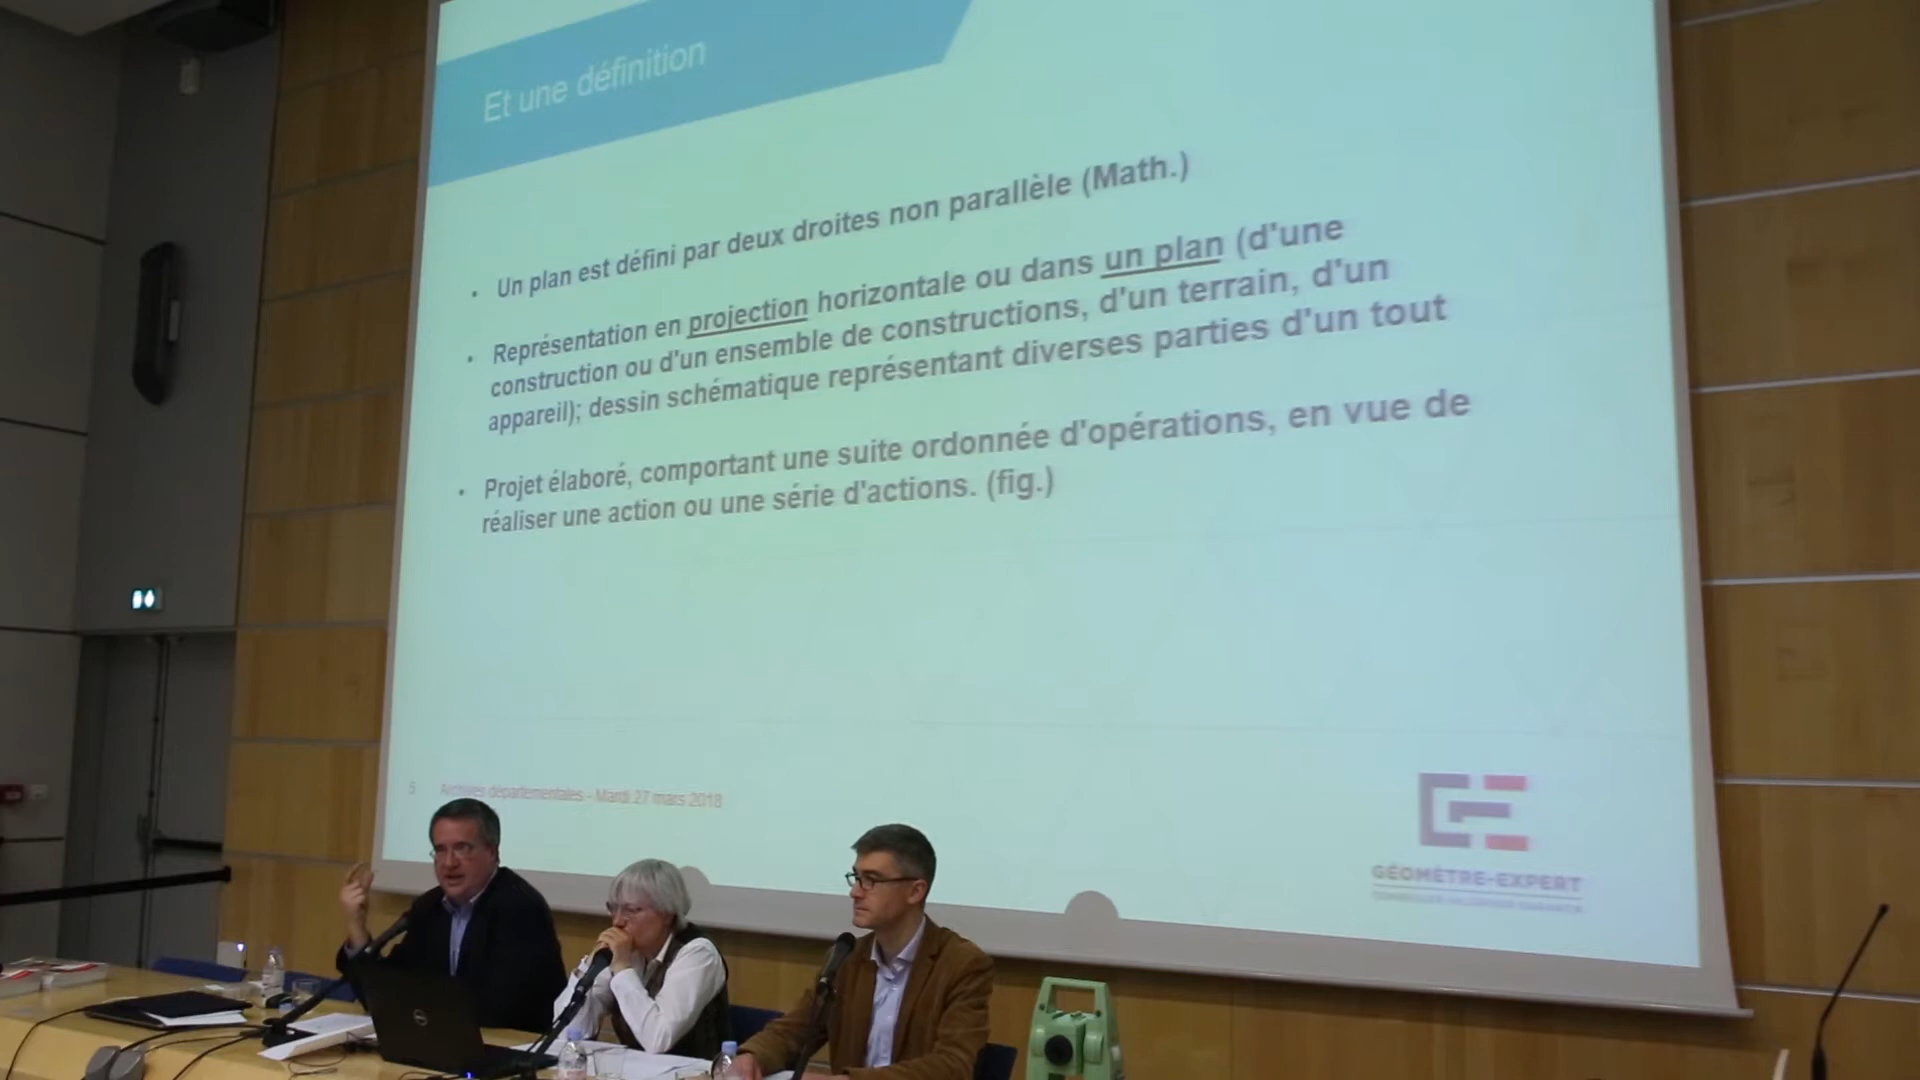 Et une définition
• Un plan est défini par deux droites non parallèle (Math.)
• Représentation en projection horizontale ou dans un plan (d'une
construction ou d'un ensemble de constructions, d'un terrain, d'un
appareil); dessin schématique représentant diverses parties d'un tout
• Projet élaboré, comportant une suite ordonnée d'opérations, en vue de
réaliser une action ou une série d'actions. (fig.)
5 Archives départementales - Mardi 27 mars 2018
GE
GÉOMÈTRE-EXPERT
DELL